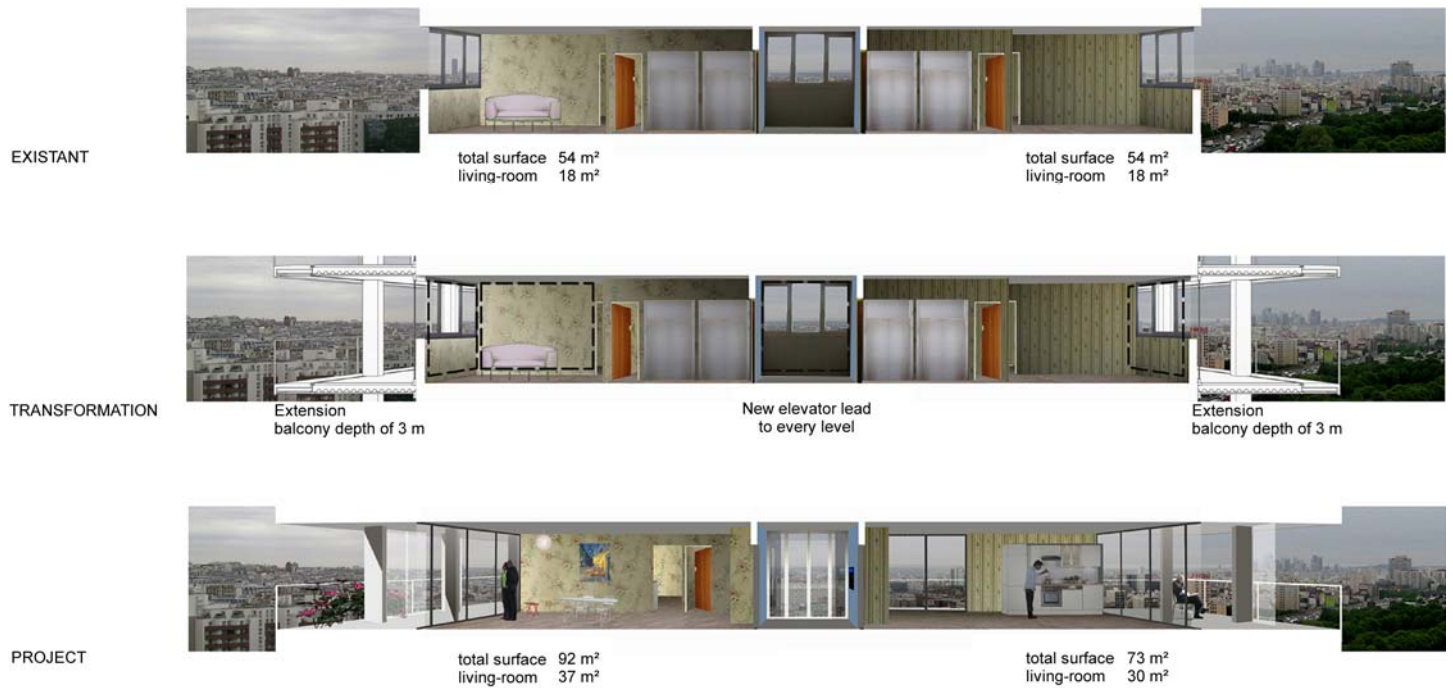 EXISTANT
total surface 54 m²
living-room 18 m²
total surface 54 m²
living-room 18 m²
TRANSFORMATION
Extension
balcony depth of 3 m
New elevator lead
to every level
Extension
balcony depth of 3 m
PROJECT
total surface 92 m²
living-room 37 m²
total surface 73 m²
living-room 30 m²